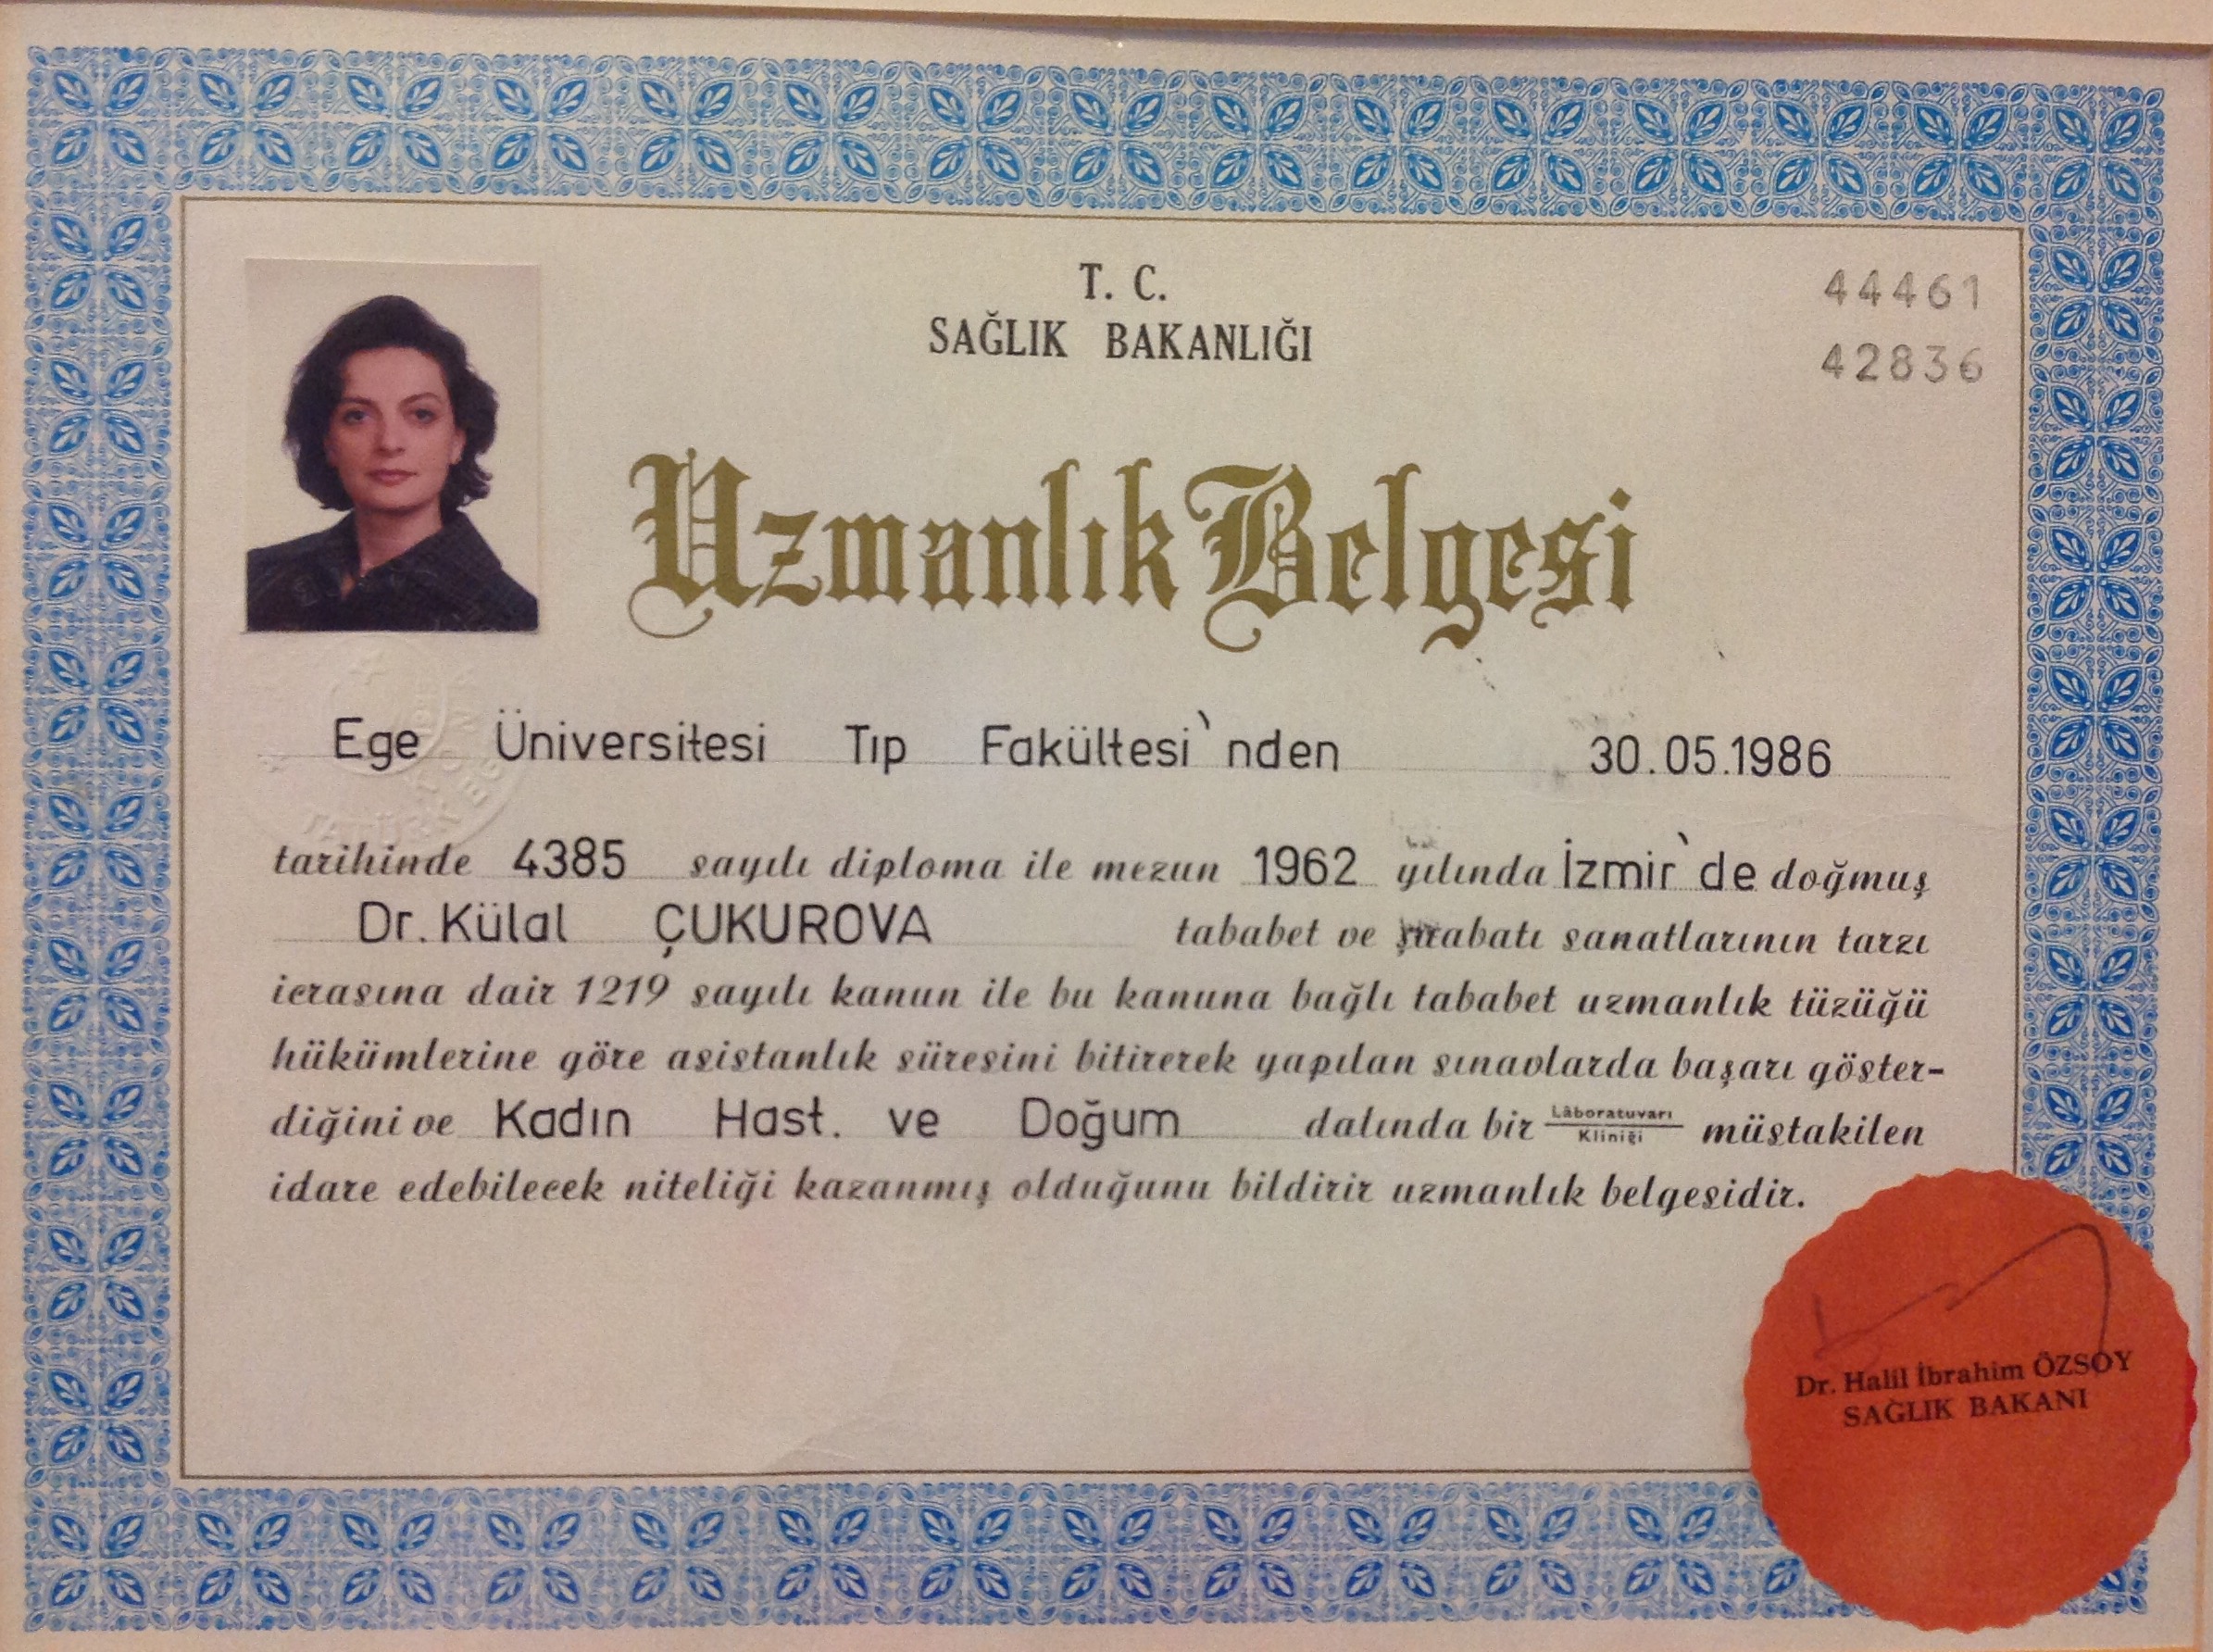 T. C.
SAĞLIK BAKANLIĞI
44461
42836
Uzmanlık Belgesi
Ege Üniversitesi Tıp Fakültesi`nden 30.05.1986
tarihinde 4385 sayılı diploma ile mezun 1962 yılında İzmir`de doğmuş
Dr. Külal ÇUKUROVA tababet ve şuabatı sanatlarının tarzı
icrasına dair 1219 sayılı kanun ile bu kanuna bağlı tababet uzmanlık tüzüğü
hükümlerine göre asistanlık süresini bitirerek yapılan sınavlarda başarı göster-
diğini ve Kadın Hast. ve Doğum dalında bir Lâboratuvarı Kliniği müstakilen
idare edebilecek niteliği kazanmış olduğunu bildirir uzmanlık belgesidir.
Dr. Halil İbrahim ÖZSOY
SAĞLIK BAKANI